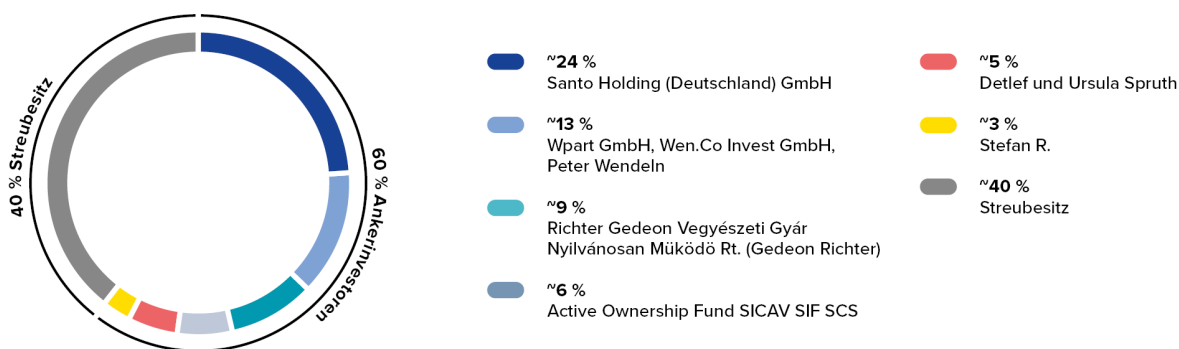 40 % Streubesitz
60 % Ankerinvestoren
~24 %
Santo Holding (Deutschland) GmbH
~13 %
Wpart GmbH, Wen.Co Invest GmbH,
Peter Wendeln
~9 %
Richter Gedeon Vegyészeti Gyár
Nyilvánosan Müködö Rt. (Gedeon Richter)
~6 %
Active Ownership Fund SICAV SIF SCS
~5 %
Detlef und Ursula Spruth
~3 %
Stefan R.
~40 %
Streubesitz